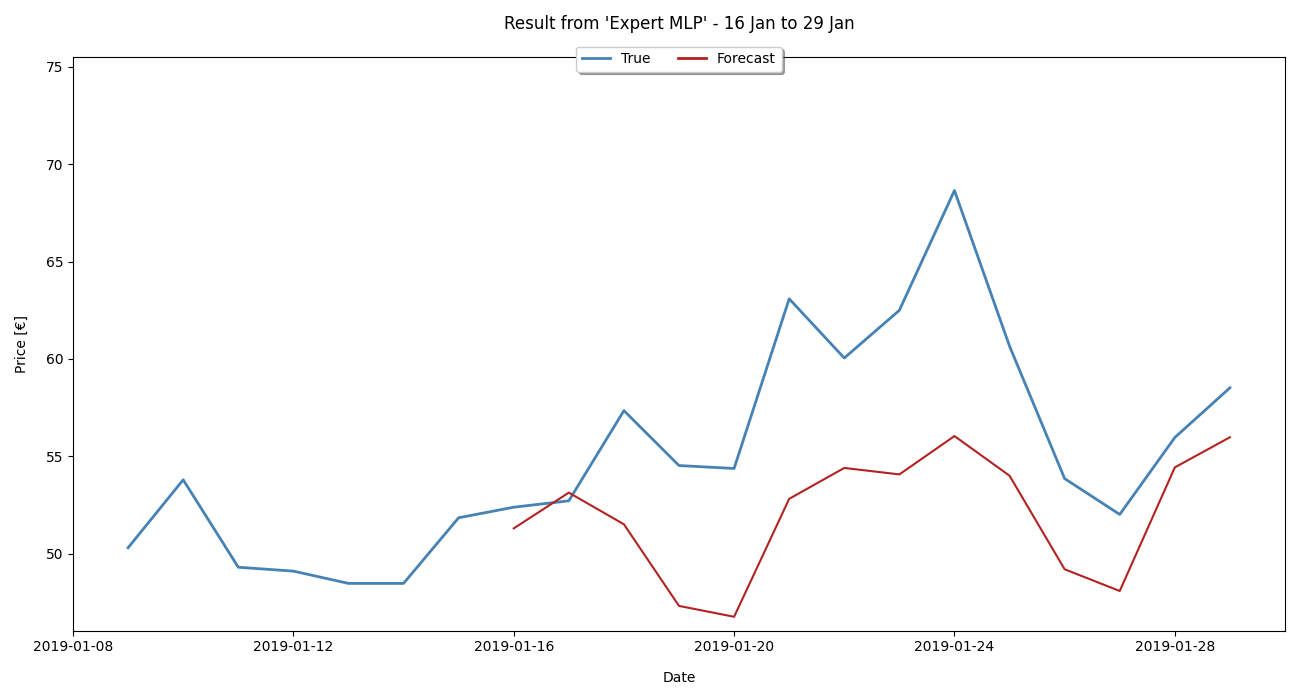 Result from 'Expert MLP' - 16 Jan to 29 Jan
True Forecast
75
70
65
60
55
50
Price [€]
2019-01-08 2019-01-12 2019-01-16 2019-01-20 2019-01-24 2019-01-28
Date